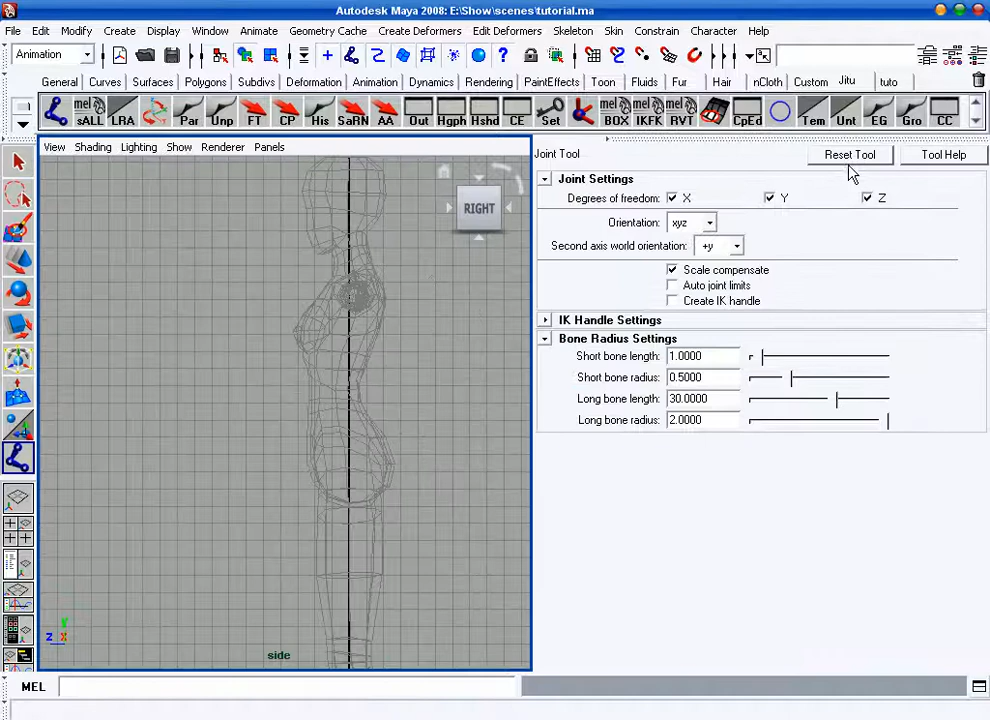 Autodesk Maya 2008: E:\Show\scenes\tutorial.ma
File Edit Modify Create Display Window Animate Geometry Cache Create Deformers Edit Deformers Skeleton Skin Constrain Character Help
Animation
General Curves Surfaces Polygons Subdivs Deformation Animation Dynamics Rendering PaintEffects Toon Fluids Fur Hair nCloth Custom Jitu tuto
mel mel mel mel
sALL LRA Par Unp FT CP His SaRN AA Out Hgph Hshd CE Set BOX IKFK RVT CpEd Tem Unt EG Gro CC
View Shading Lighting Show Renderer Panels
RIGHT
y
z x
side
Joint Tool Reset Tool Tool Help
Joint Settings
Degrees of freedom: X Y Z
Orientation: xyz
Second axis world orientation: +y
Scale compensate
Auto joint limits
Create IK handle
IK Handle Settings
Bone Radius Settings
Short bone length: 1.0000
Short bone radius: 0.5000
Long bone length: 30.0000
Long bone radius: 2.0000
MEL